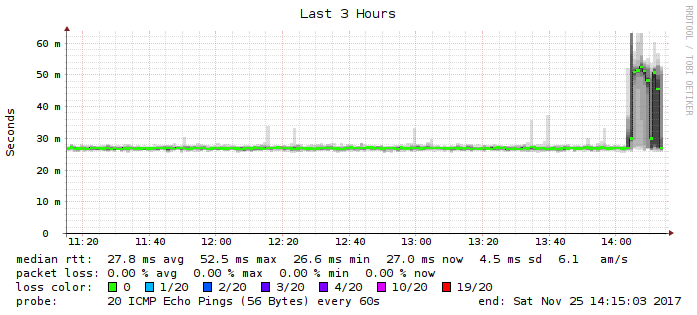 Last 3 Hours
RRDTOOL / TOBI OETIKER
Seconds
60 m
50 m
40 m
30 m
20 m
10 m
0
11:20 11:40 12:00 12:20 12:40 13:00 13:20 13:40 14:00
median rtt: 27.8 ms avg 52.5 ms max 26.6 ms min 27.0 ms now 4.5 ms sd 6.1 am/s
packet loss: 0.00 % avg 0.00 % max 0.00 % min 0.00 % now
loss color: 0 1/20 2/20 3/20 4/20 10/20 19/20
probe: 20 ICMP Echo Pings (56 Bytes) every 60s end: Sat Nov 25 14:15:03 2017